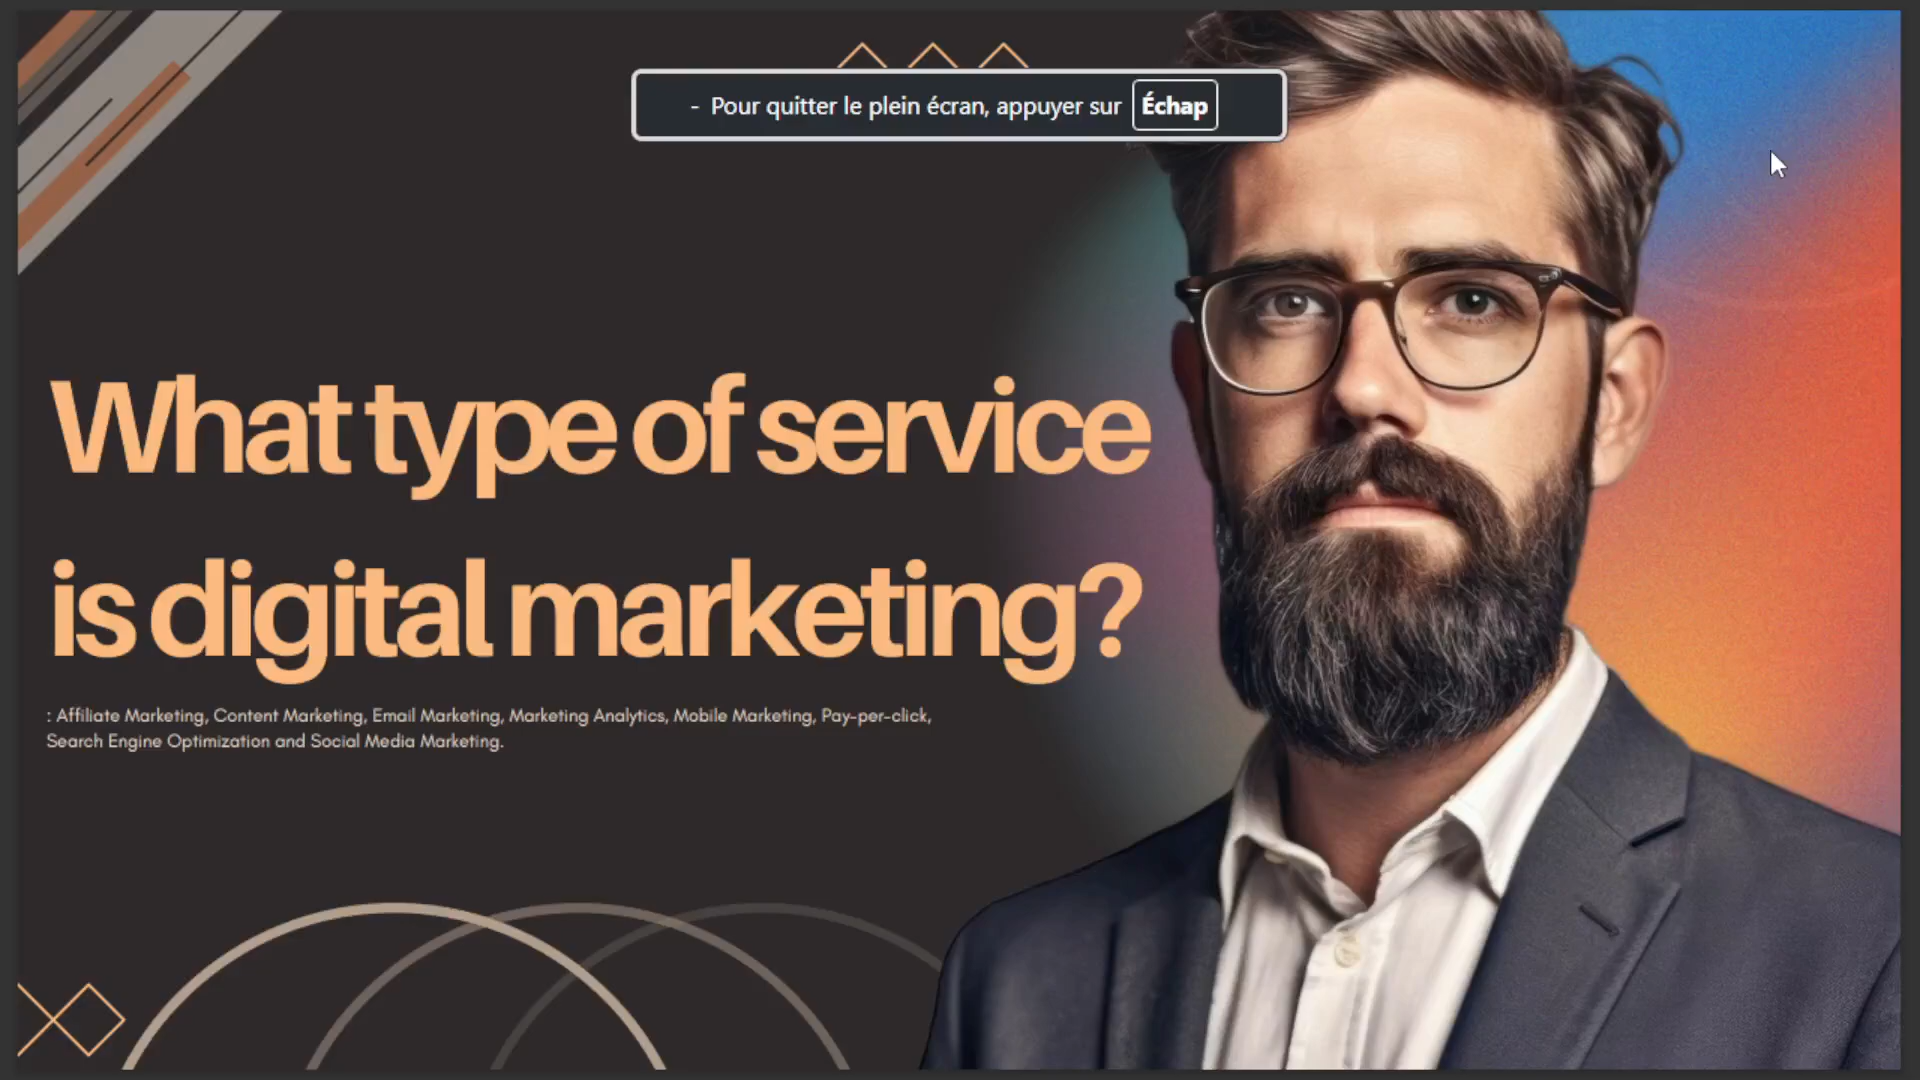 - Pour quitter le plein écran, appuyer sur Échap
What type of service
is digital marketing?
: Affiliate Marketing, Content Marketing, Email Marketing, Marketing Analytics, Mobile Marketing, Pay-per-click,
Search Engine Optimization and Social Media Marketing.